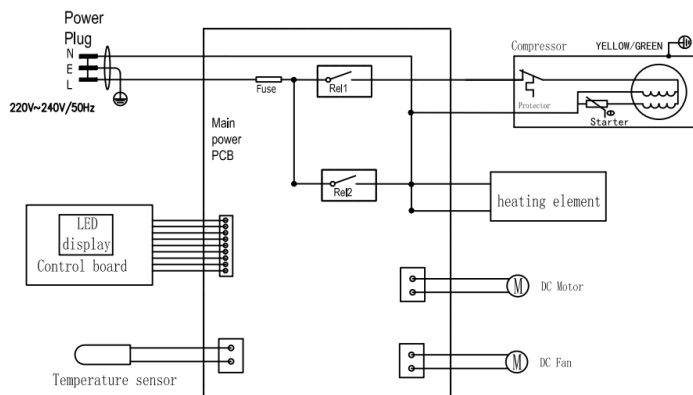 Power
Plug
N
E
L
220V~240V/50Hz
Main
power
PCB
Fuse
Rel1
Rel2
Compressor
YELLOW/GREEN
Protector
Starter
heating element
LED
display
Control board
Temperature sensor
M
DC Motor
M
DC Fan